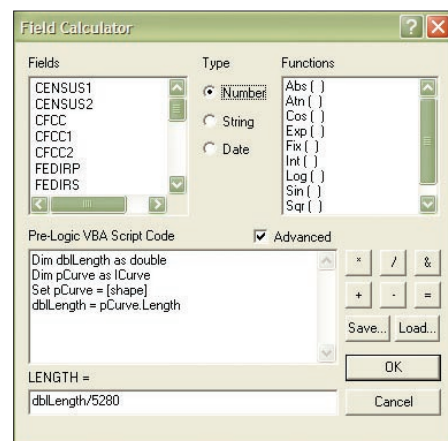 Field Calculator
?
X
Fields
Type
Functions
CENSUS1
CENSUS2
CFCC
CFCC1
CFCC2
FEDIRP
FEDIRS
Number
String
Date
Abs ( )
Atn ( )
Cos ( )
Exp ( )
Fix ( )
Int ( )
Log ( )
Sin ( )
Sqr ( )
Pre-Logic VBA Script Code
Advanced
Dim dblLength as double
Dim pCurve as ICurve
Set pCurve = [shape]
dblLength = pCurve.Length
* / &
+ - =
Save... Load...
OK
LENGTH =
dblLength/5280
Cancel